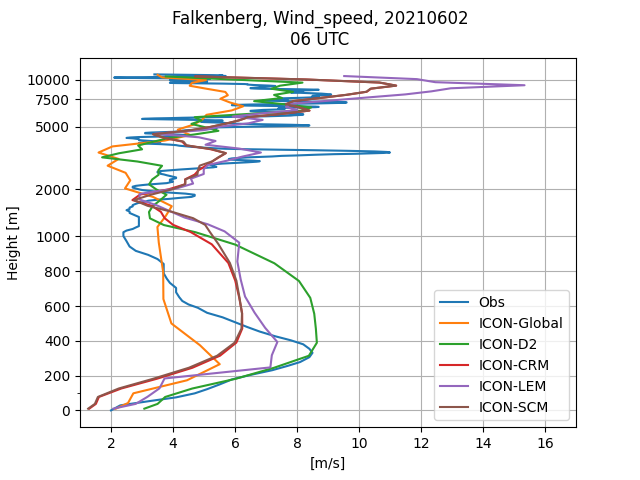 Falkenberg, Wind_speed, 20210602
06 UTC
Height [m]
10000
7500
5000
2000
1000
800
600
400
200
0
Obs
ICON-Global
ICON-D2
ICON-CRM
ICON-LEM
ICON-SCM
2 4 6 8 10 12 14 16
[m/s]